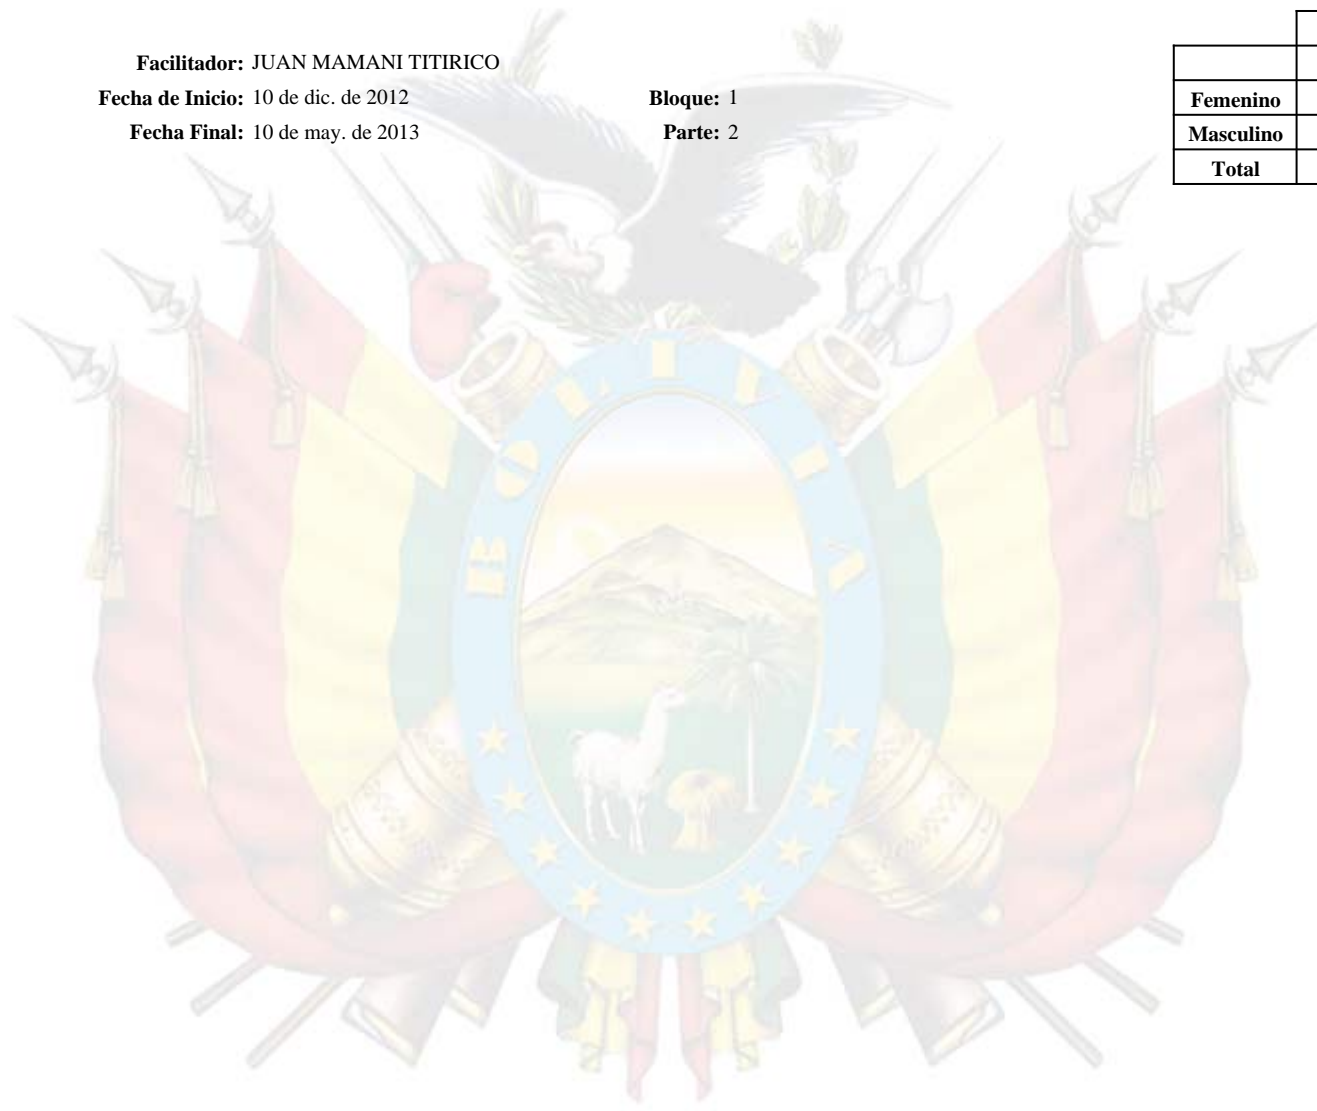 Facilitador: JUAN MAMANI TITIRICO
Fecha de Inicio: 10 de dic. de 2012 Bloque: 1
Fecha Final: 10 de may. de 2013 Parte: 2
Femenino
Masculino
Total
BOLIVIA